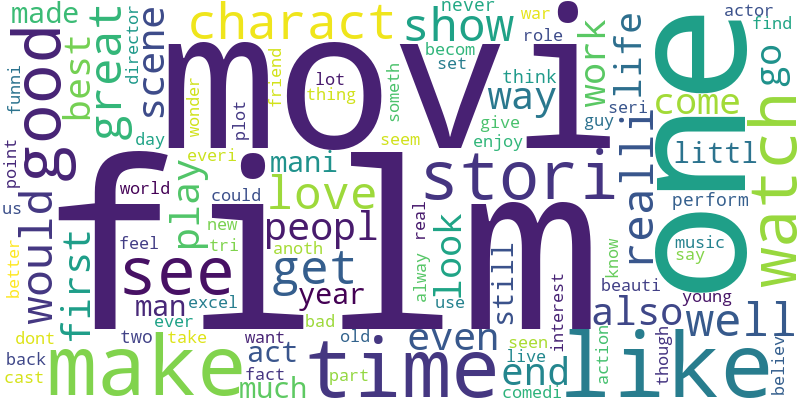 made
charact
show
never
war
actor
find
role
becom
set
funni
best
great
director
scene
movi
one
good
wonder
plot
friend
lot
thing
someth
way
think
work
life
go
guy
seri
come
give
enjoy
seem
day
everi
point
us
would
mani
stori
realli
littl
watch
play
world
could
love
peopl
film
perform
first
feel
new
tri
anoth
alway
real
look
know
music
say
better
see
get
man
excel
year
use
still
interest
beauti
young
also
well
dont
two
ever
take
want
bad
old
even
seen
back
cast
make
act
fact
much
part
time
live
end
comedi
like
action
though
believ